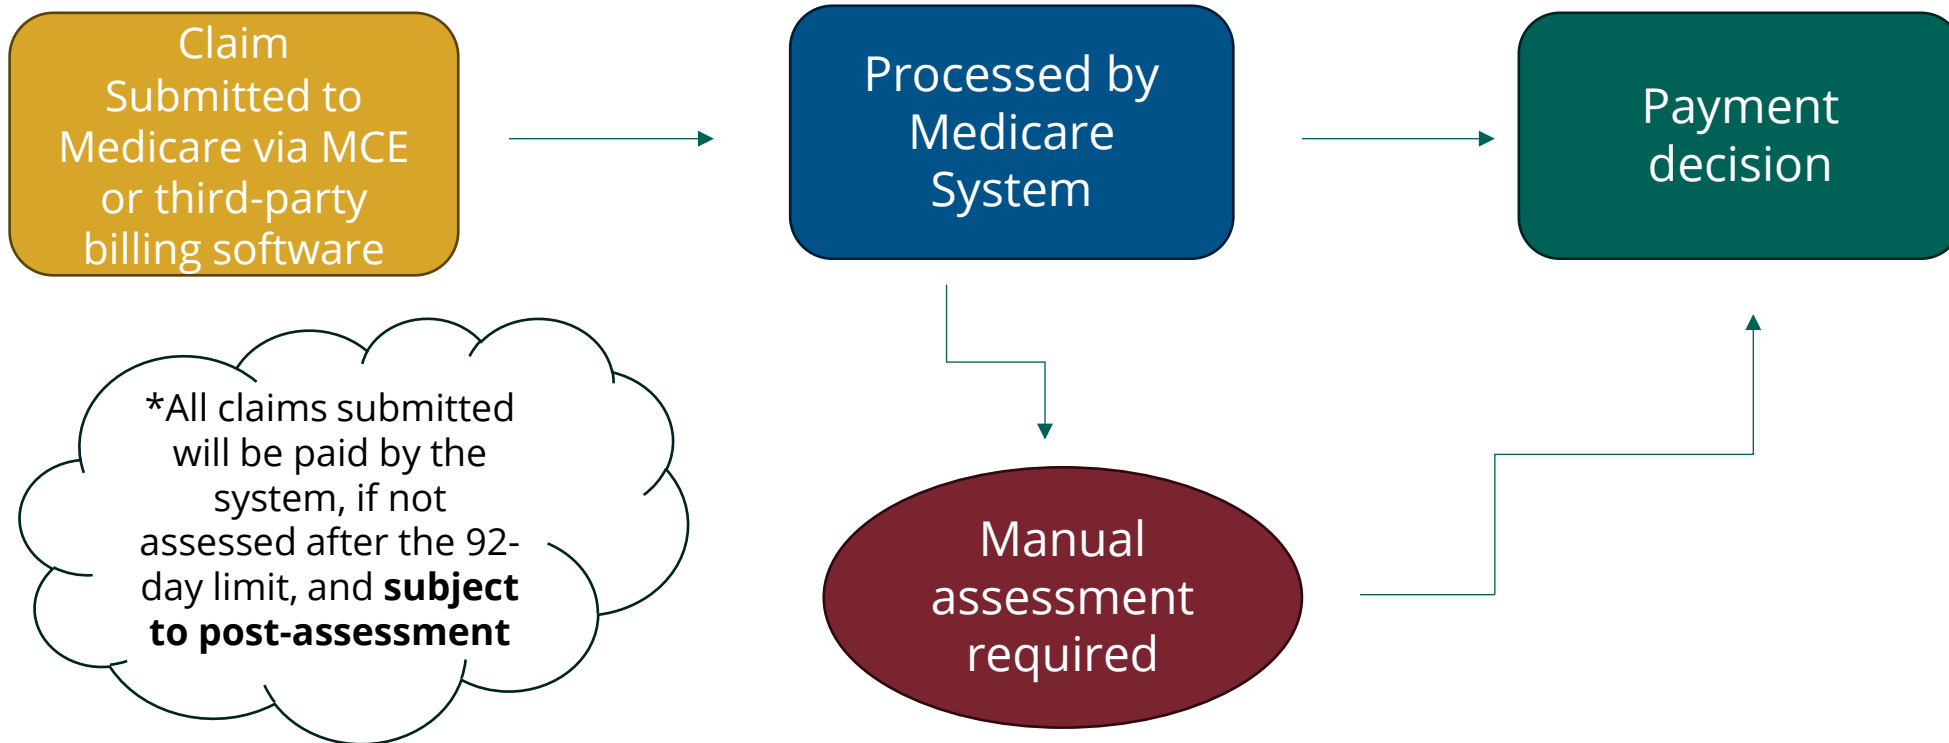 Claim
Submitted to
Medicare via MCE
or third-party
billing software
Processed by
Medicare
System
Payment
decision
*All claims submitted
will be paid by the
system, if not
assessed after the 92-
day limit, and subject
to post-assessment
Manual
assessment
required